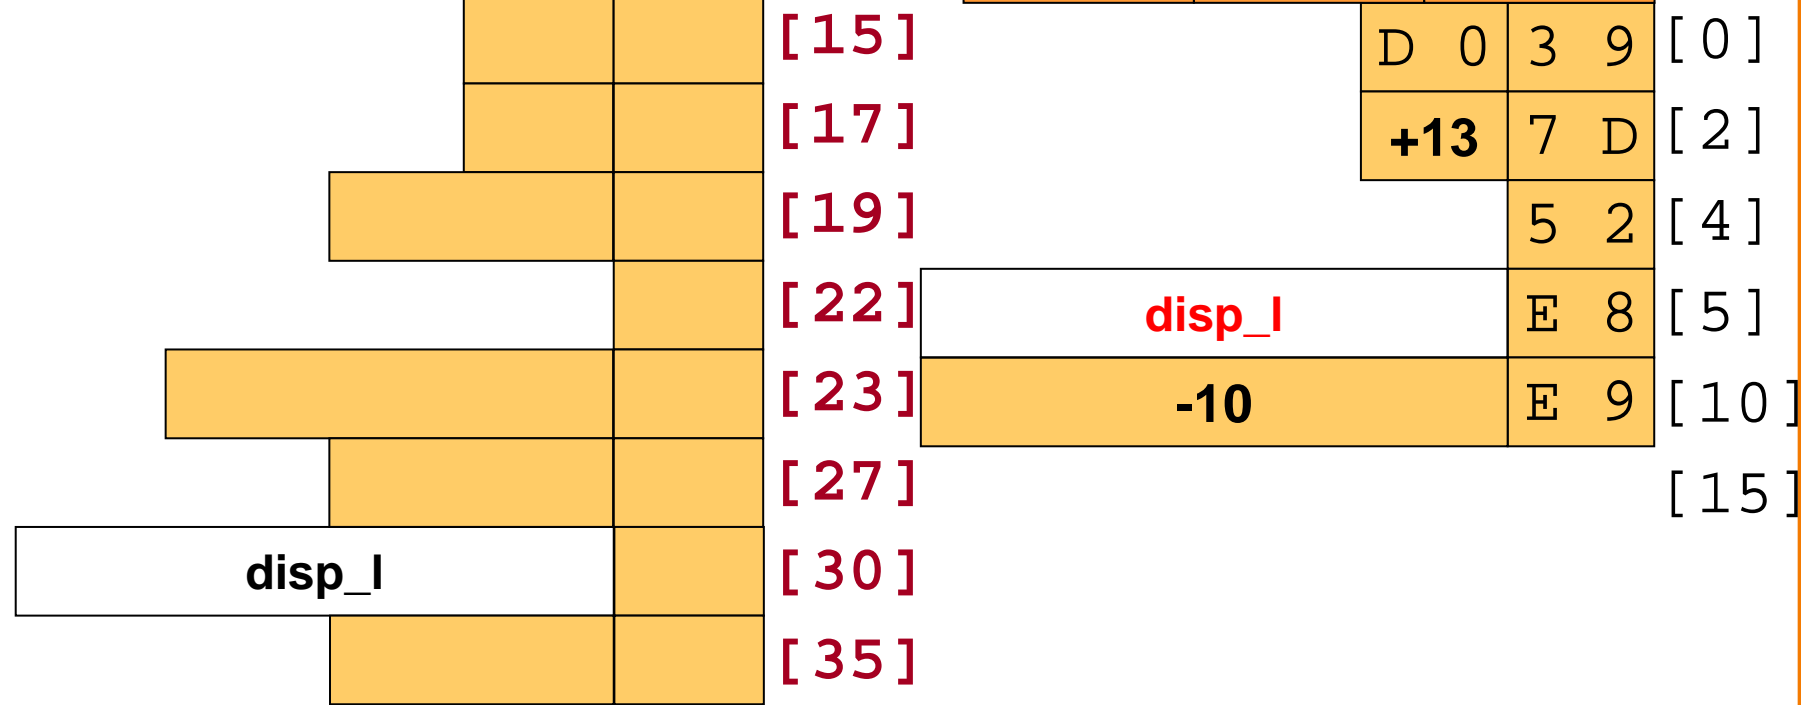 [15]
[17]
[19]
[22]
[23]
[27]
disp_l [30]
[35]
D 0 3 9 [0]
+13 7 D [2]
5 2 [4]
disp_l E 8 [5]
-10 E 9 [10]
[15]